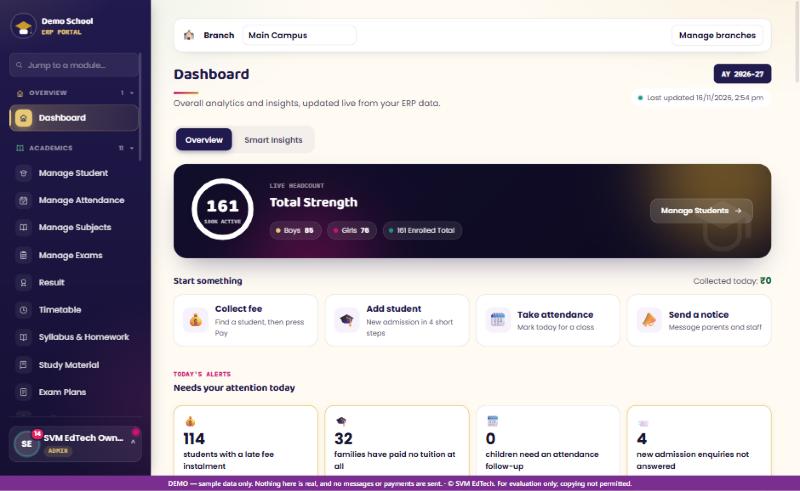 Demo School
ERP PORTAL
Jump to a module...
OVERVIEW 1
Dashboard
ACADEMICS 11
Manage Student
Manage Attendance
Manage Subjects
Manage Exams
Result
Timetable
Syllabus & Homework
Study Material
Exam Plans
SE
14
SVM EdTech Own...
ADMIN
Branch Main Campus Manage branches
Dashboard
AY 2026-27
Overall analytics and insights, updated live from your ERP data.
Last updated 16/11/2026, 2:54 pm
Overview Smart Insights
LIVE HEADCOUNT
161
100% ACTIVE
Total Strength
Boys 85 Girls 76 161 Enrolled Total
Manage Students →
Start something
Collected today: ₹0
Collect fee
Find a student, then press
Pay
Add student
New admission in 4 short
steps
Take attendance
Mark today for a class
Send a notice
Message parents and staff
TODAY'S ALERTS
Needs your attention today
114
students with a late fee
instalment
32
families have paid no tuition at
all
0
children need an attendance
follow-up
4
new admission enquiries not
answered
DEMO — sample data only. Nothing here is real, and no messages or payments are sent. · © SVM EdTech. For evaluation only; copying not permitted.